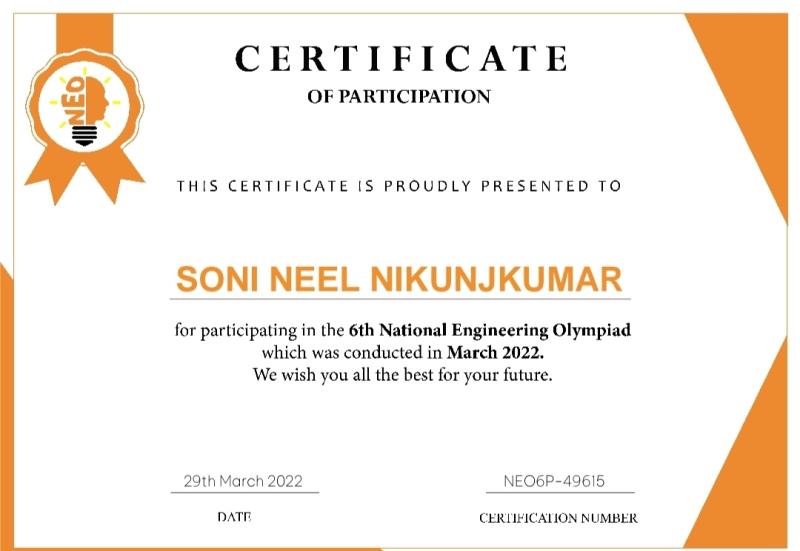 NEO
CERTIFICATE
OF PARTICIPATION
THIS CERTIFICATE IS PROUDLY PRESENTED TO
SONI NEEL NIKUNJKUMAR
for participating in the 6th National Engineering Olympiad
which was conducted in March 2022.
We wish you all the best for your future.
29th March 2022
DATE
NEO6P-49615
CERTIFICATION NUMBER